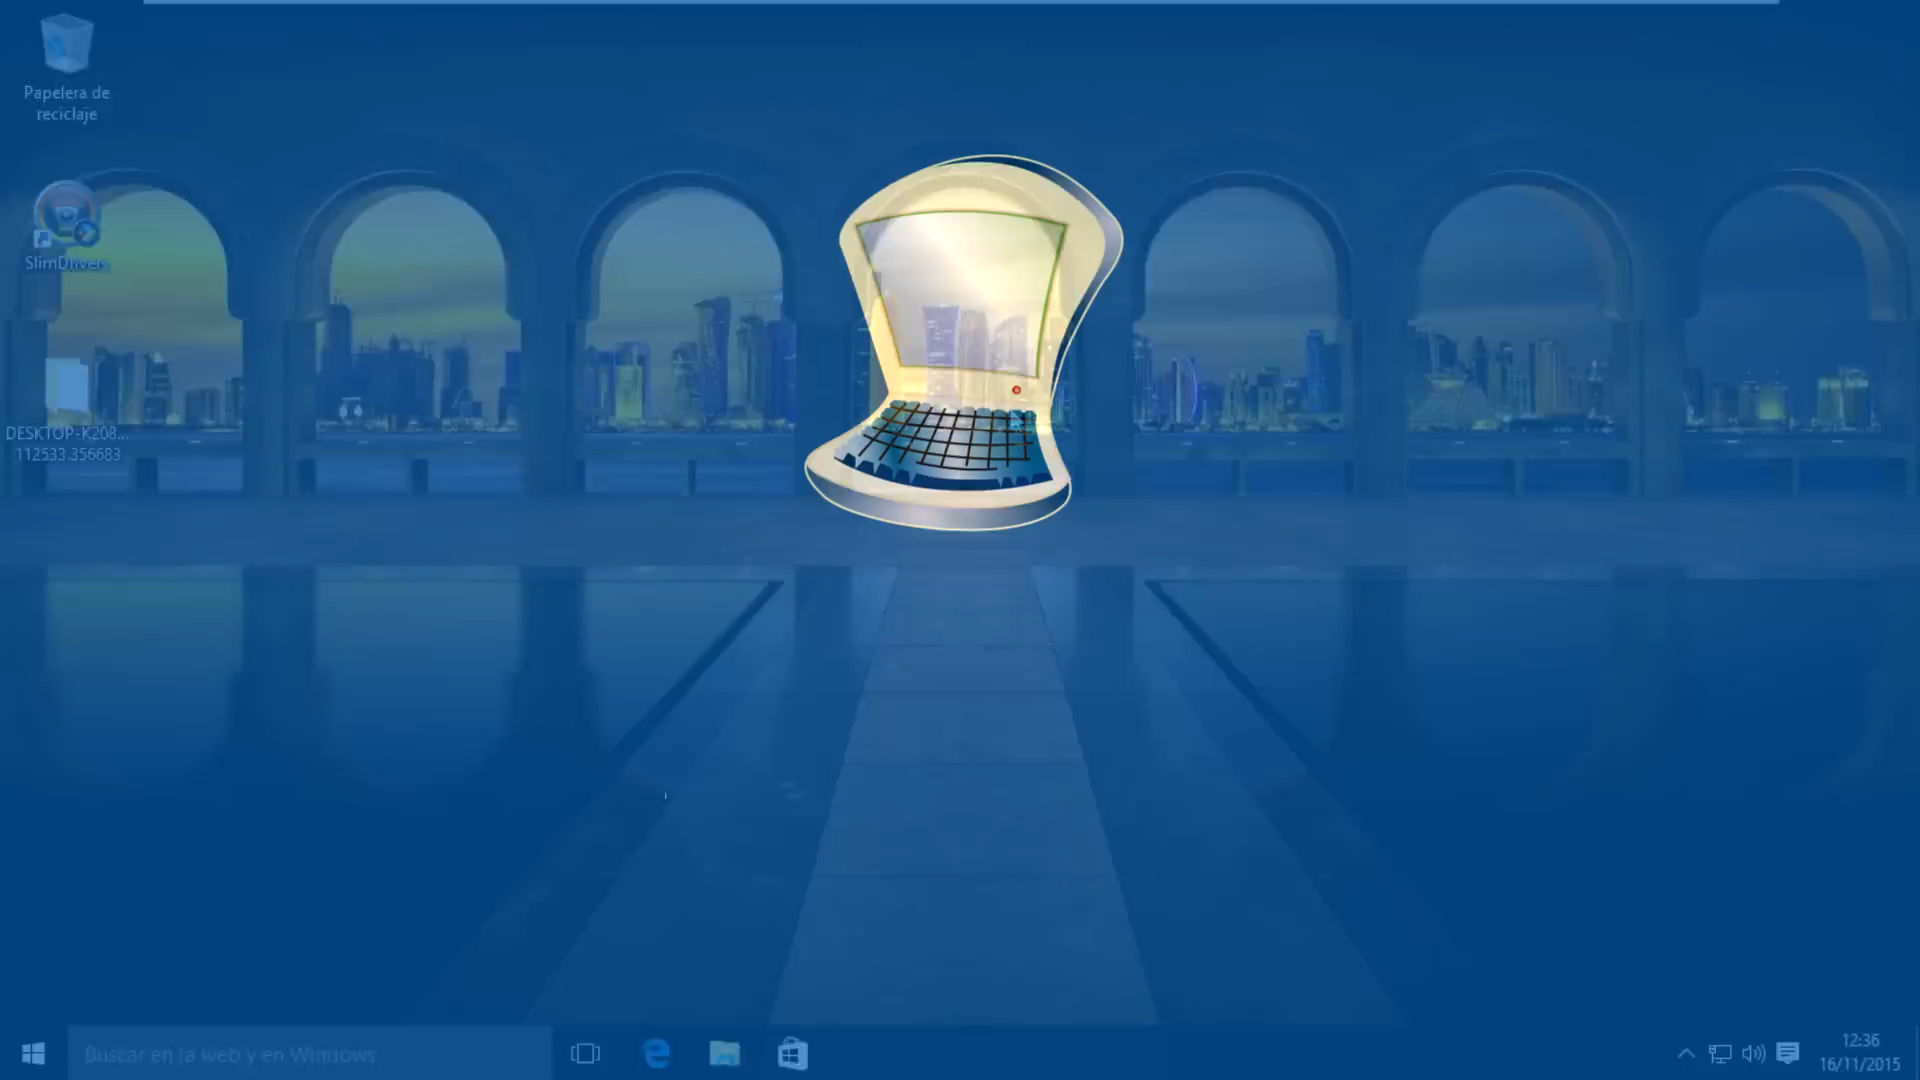 Papelera de
reciclaje
SlimDrivers
DESKTOP-K208...
112533.356683
Buscar en la web y en Windows
12:36
16/11/2015